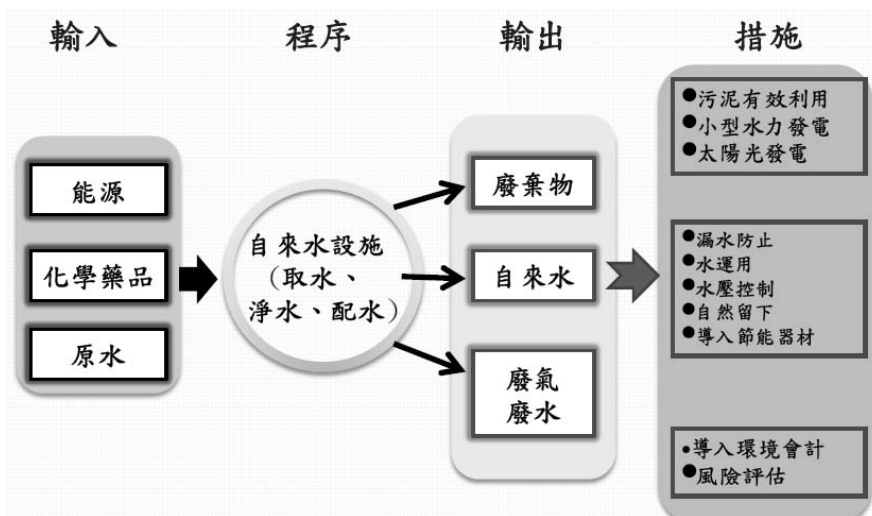 輸入
程序
輸出
措施
能源
化學藥品
原水
自來水設施
（取水、
淨水、配水）
廢棄物
自來水
廢氣
廢水
●污泥有效利用
●小型水力發電
●太陽光發電
●漏水防止
●水運用
●水壓控制
●自然留下
●導入節能器材
•導入環境會計
●風險評估